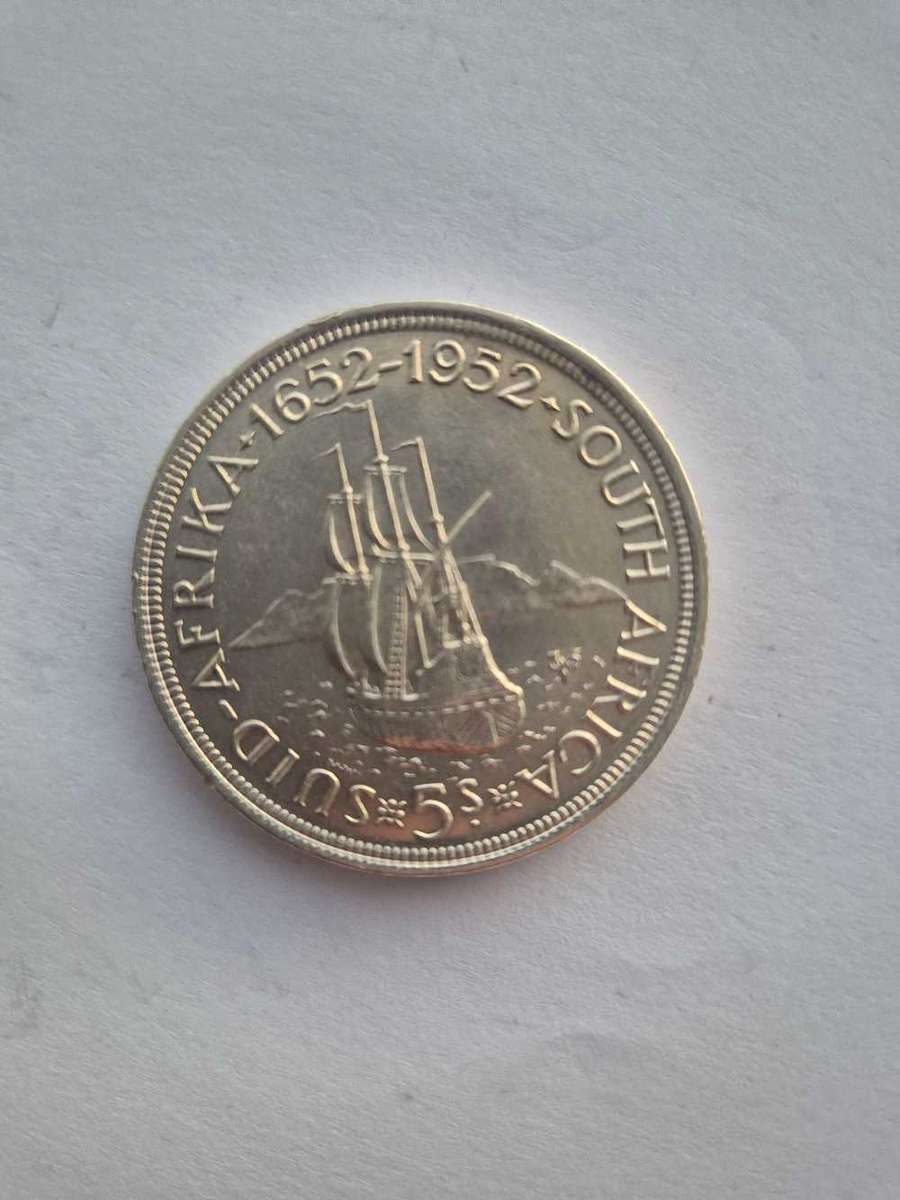 SUID-AFRIKA
1652-1952
SOUTH AFRICA
5s.